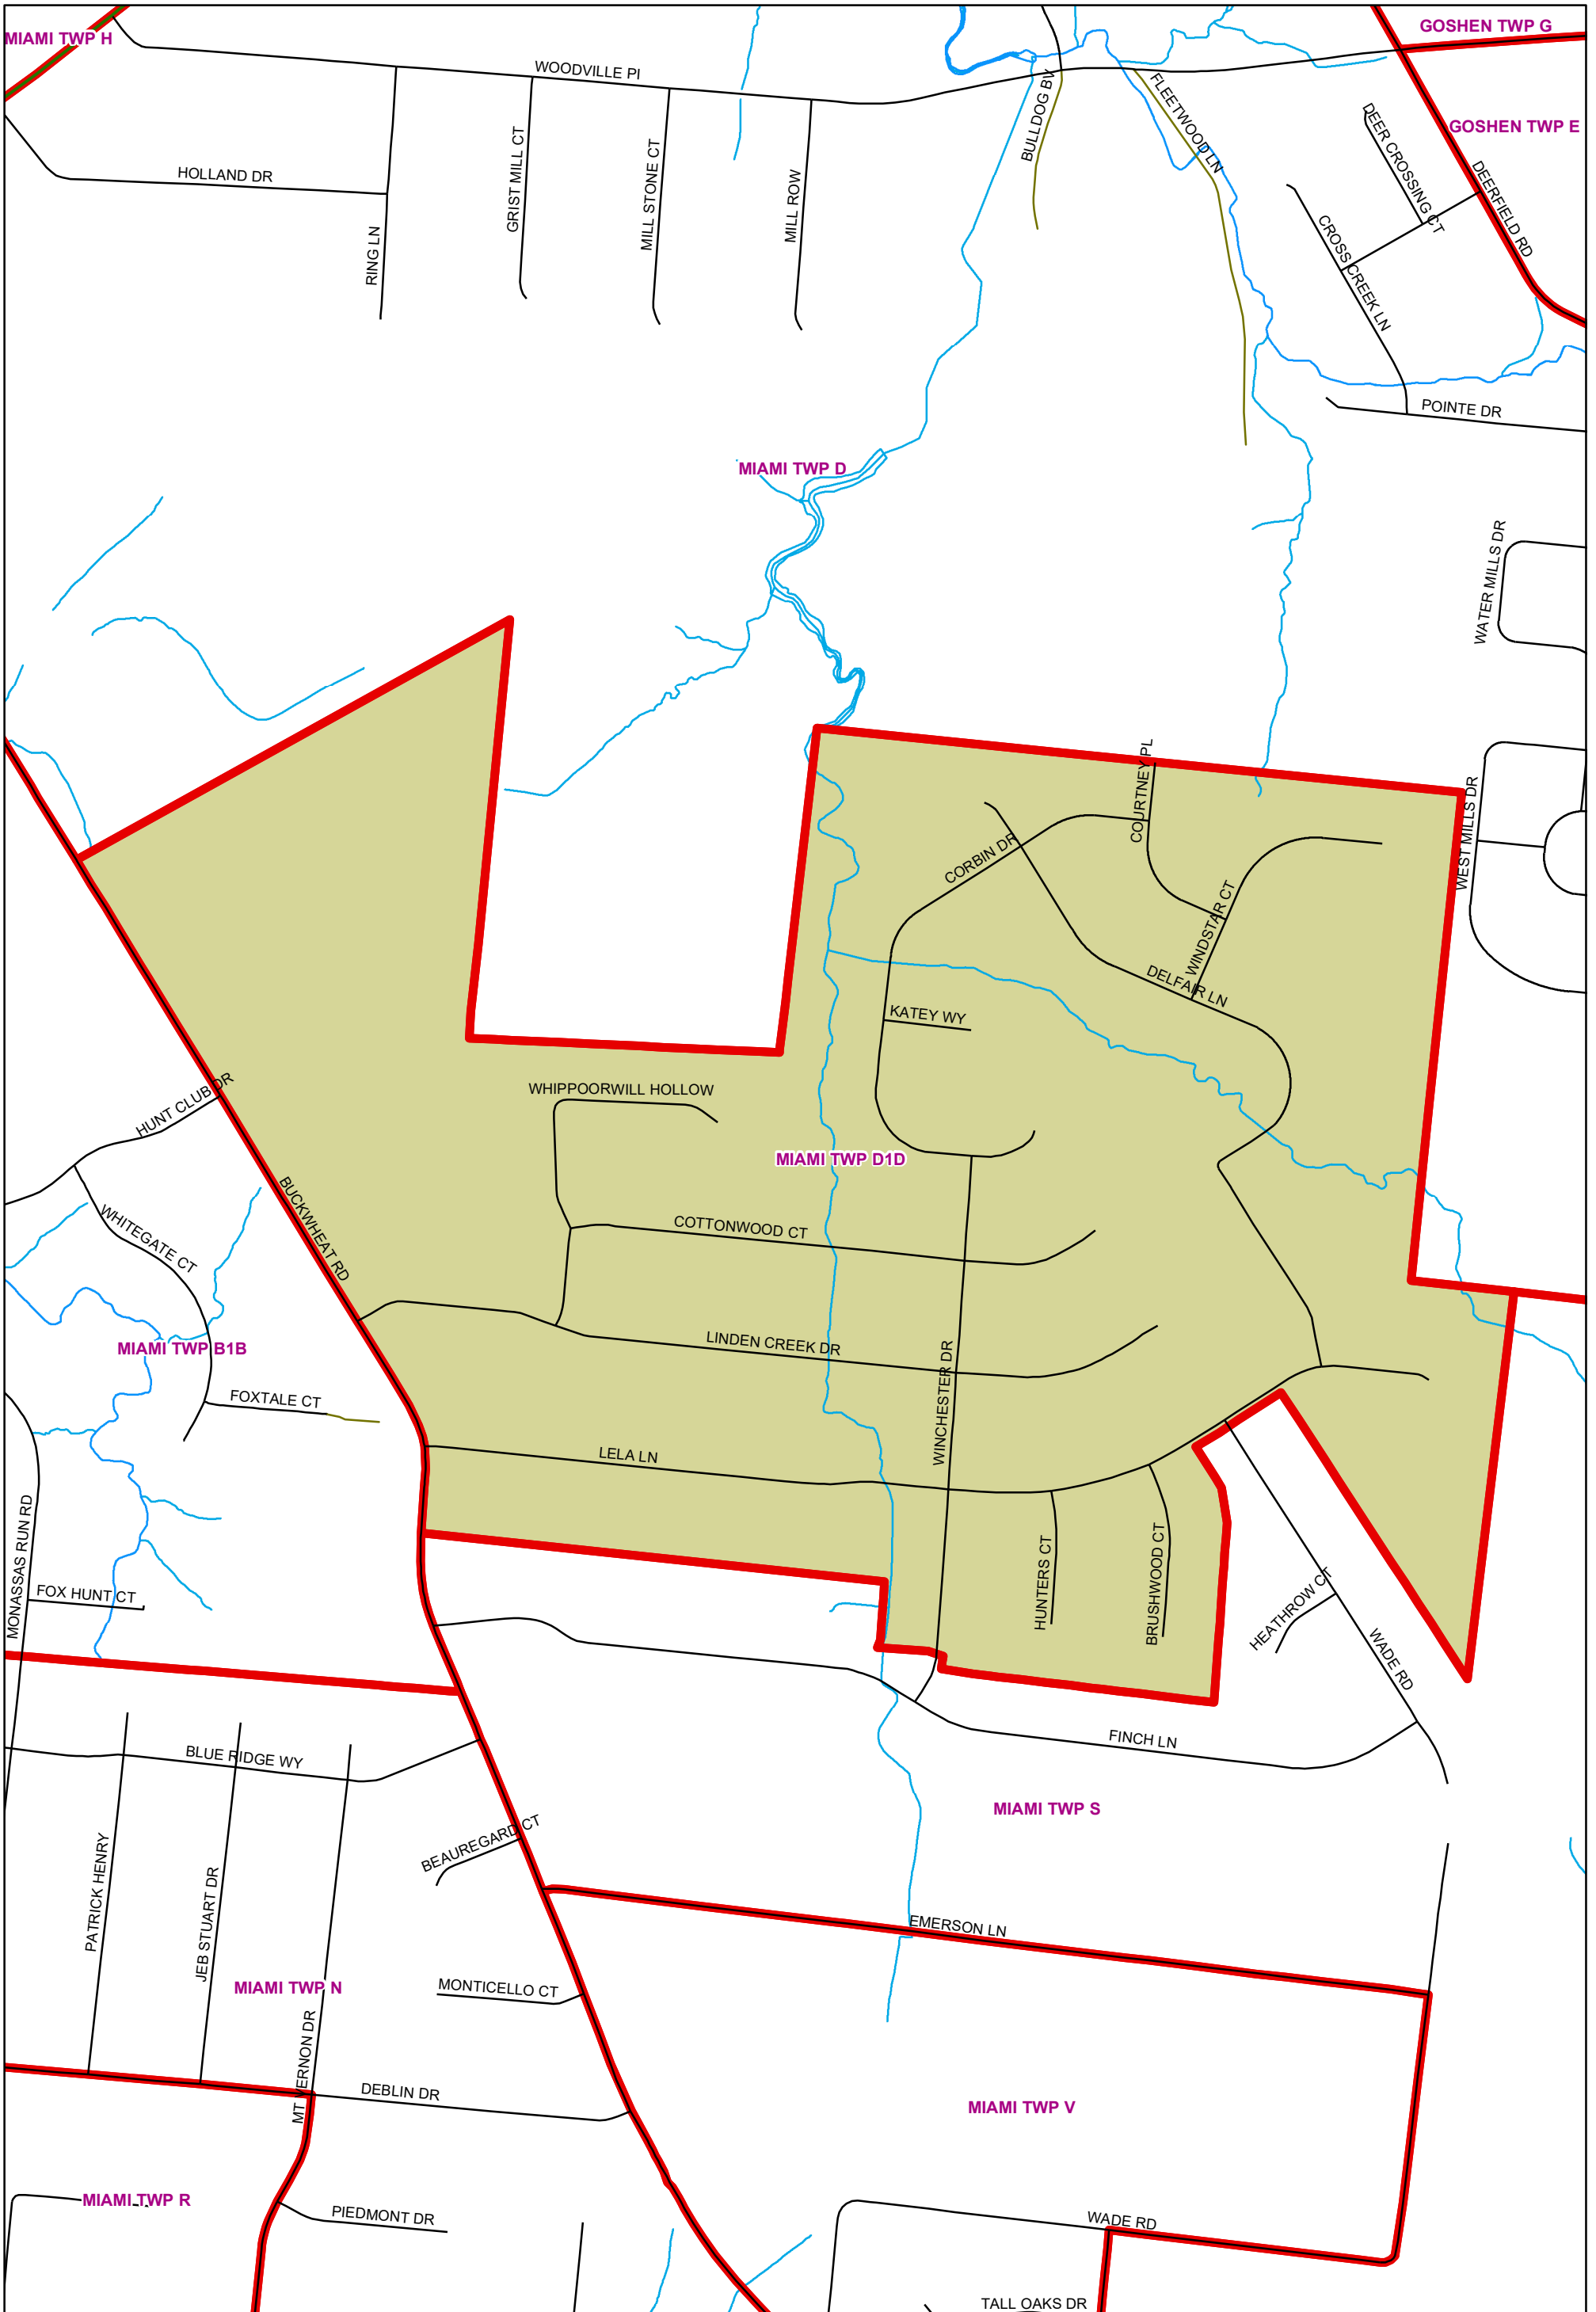 MIAMI TWP H
GOSHEN TWP G
WOODVILLE PI
BULLDOG BV
FLEETWOOD LN
DEER CROSSING CT
GOSHEN TWP E
HOLLAND DR
GRIST MILL CT
MILL STONE CT
MILL ROW
RING LN
DEERFIELD RD
CROSS CREEK LN
POINTE DR
MIAMI TWP D
WATER MILLS DR
COURTNEY PL
WEST MILLS DR
CORBIN DR
WINDSTAR CT
DELFAIR LN
KATEY WY
HUNT CLUB DR
WHIPPOORWILL HOLLOW
MIAMI TWP D1D
BUCKWHEAT RD
WHITEGATE CT
COTTONWOOD CT
MIAMI TWP B1B
LINDEN CREEK DR
WINCHESTER DR
FOXTALE CT
LELA LN
MONASSAS RUN RD
FOX HUNT CT
HUNTERS CT
BRUSHWOOD CT
HEATHROW CT
WADE RD
FINCH LN
BLUE RIDGE WY
MIAMI TWP S
BEAUREGARD CT
PATRICK HENRY
JEB STUART DR
EMERSON LN
MIAMI TWP N
MONTICELLO CT
MT VERNON DR
DEBLIN DR
MIAMI TWP V
MIAMI TWP R
PIEDMONT DR
WADE RD
TALL OAKS DR